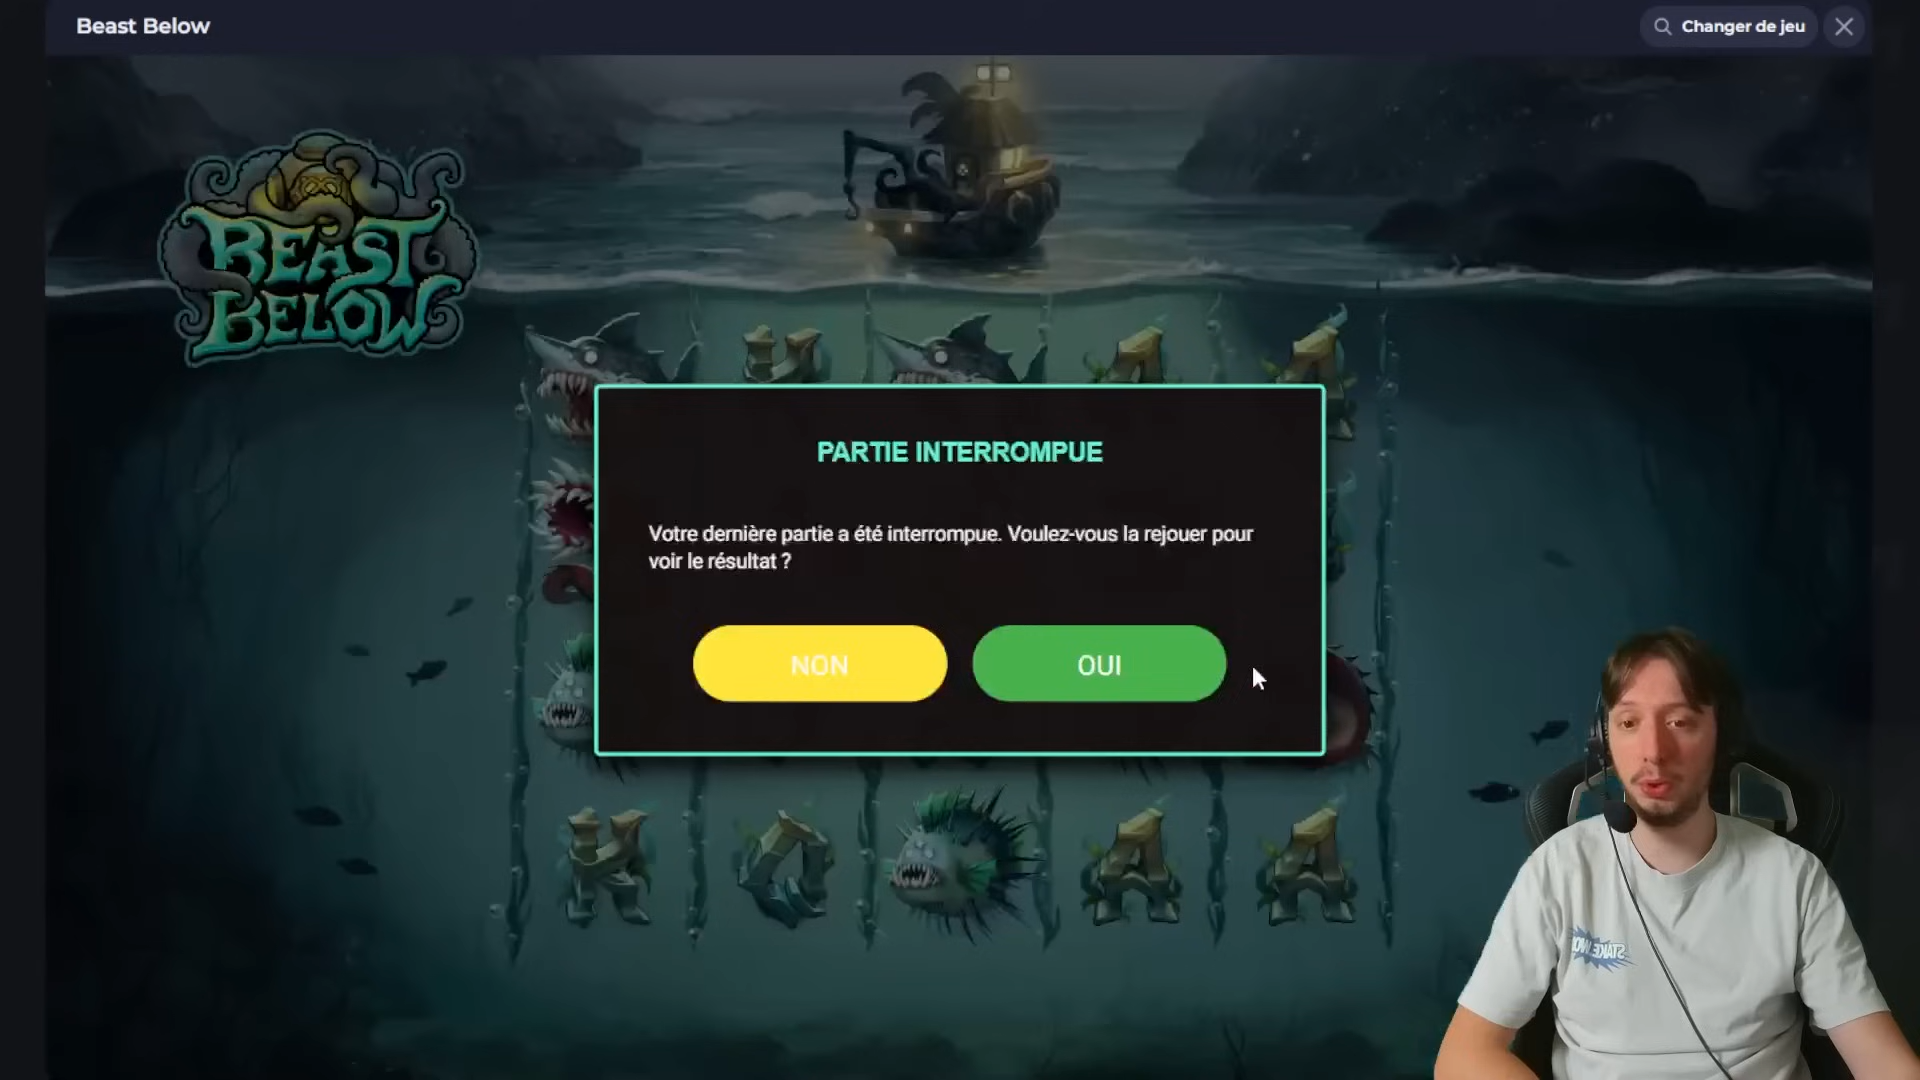 Beast Below
Changer de jeu
BEAST
BELOW
PARTIE INTERROMPUE
Votre dernière partie a été interrompue. Voulez-vous la rejouer pour
voir le résultat ?
NON
OUI
K
Q
A
A